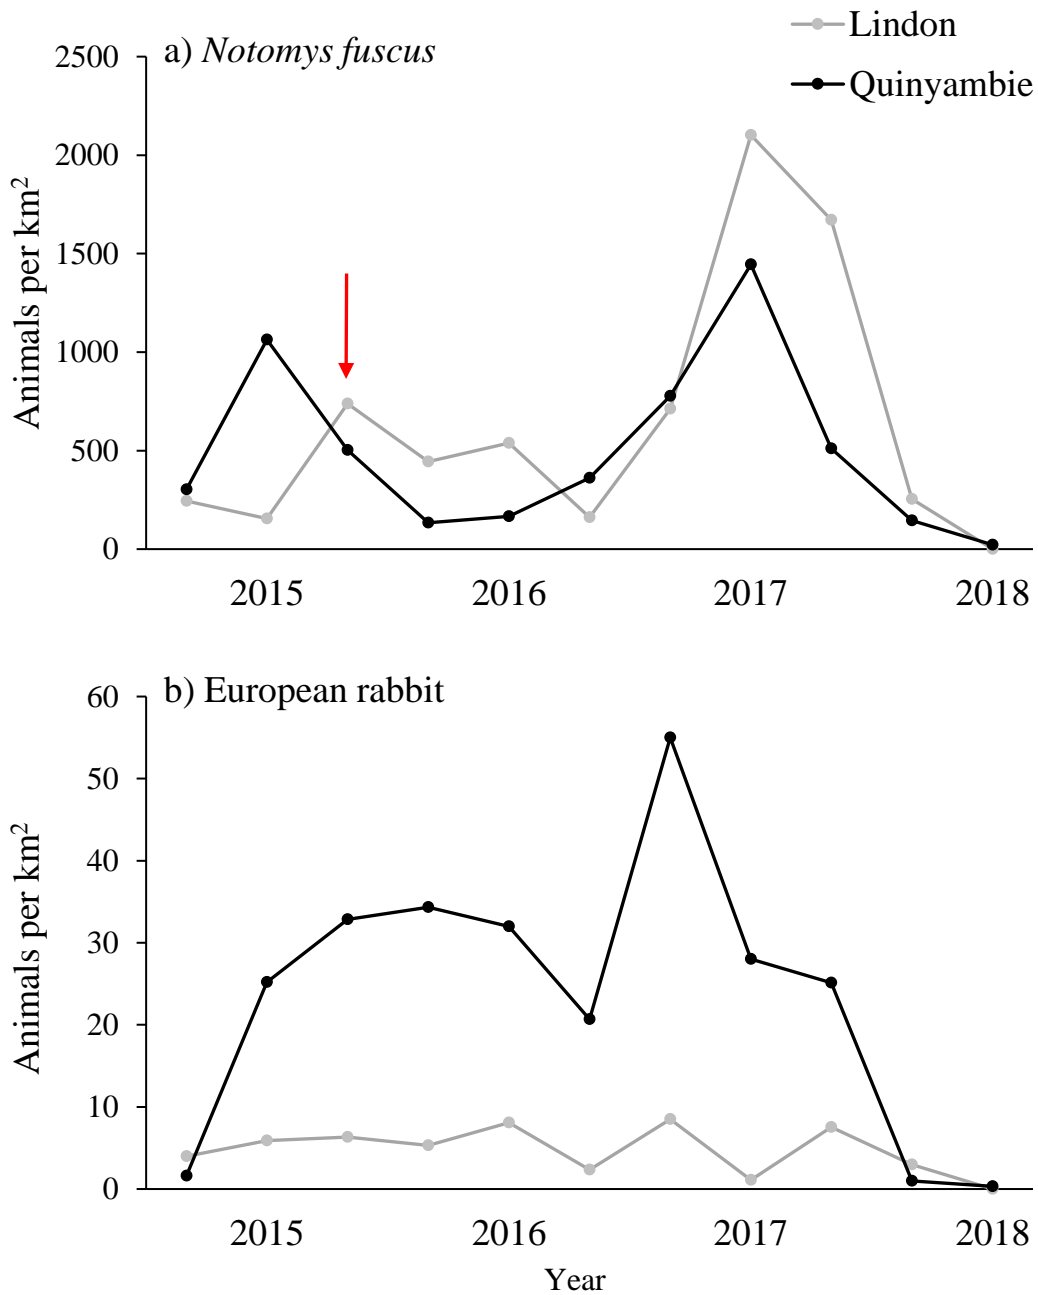 Lindon
Quinyambie
a) Notomys fuscus
Animals per km²
2500
2000
1500
1000
500
0
2015 2016 2017 2018
b) European rabbit
Animals per km²
60
50
40
30
20
10
0
2015 2016 2017 2018
Year